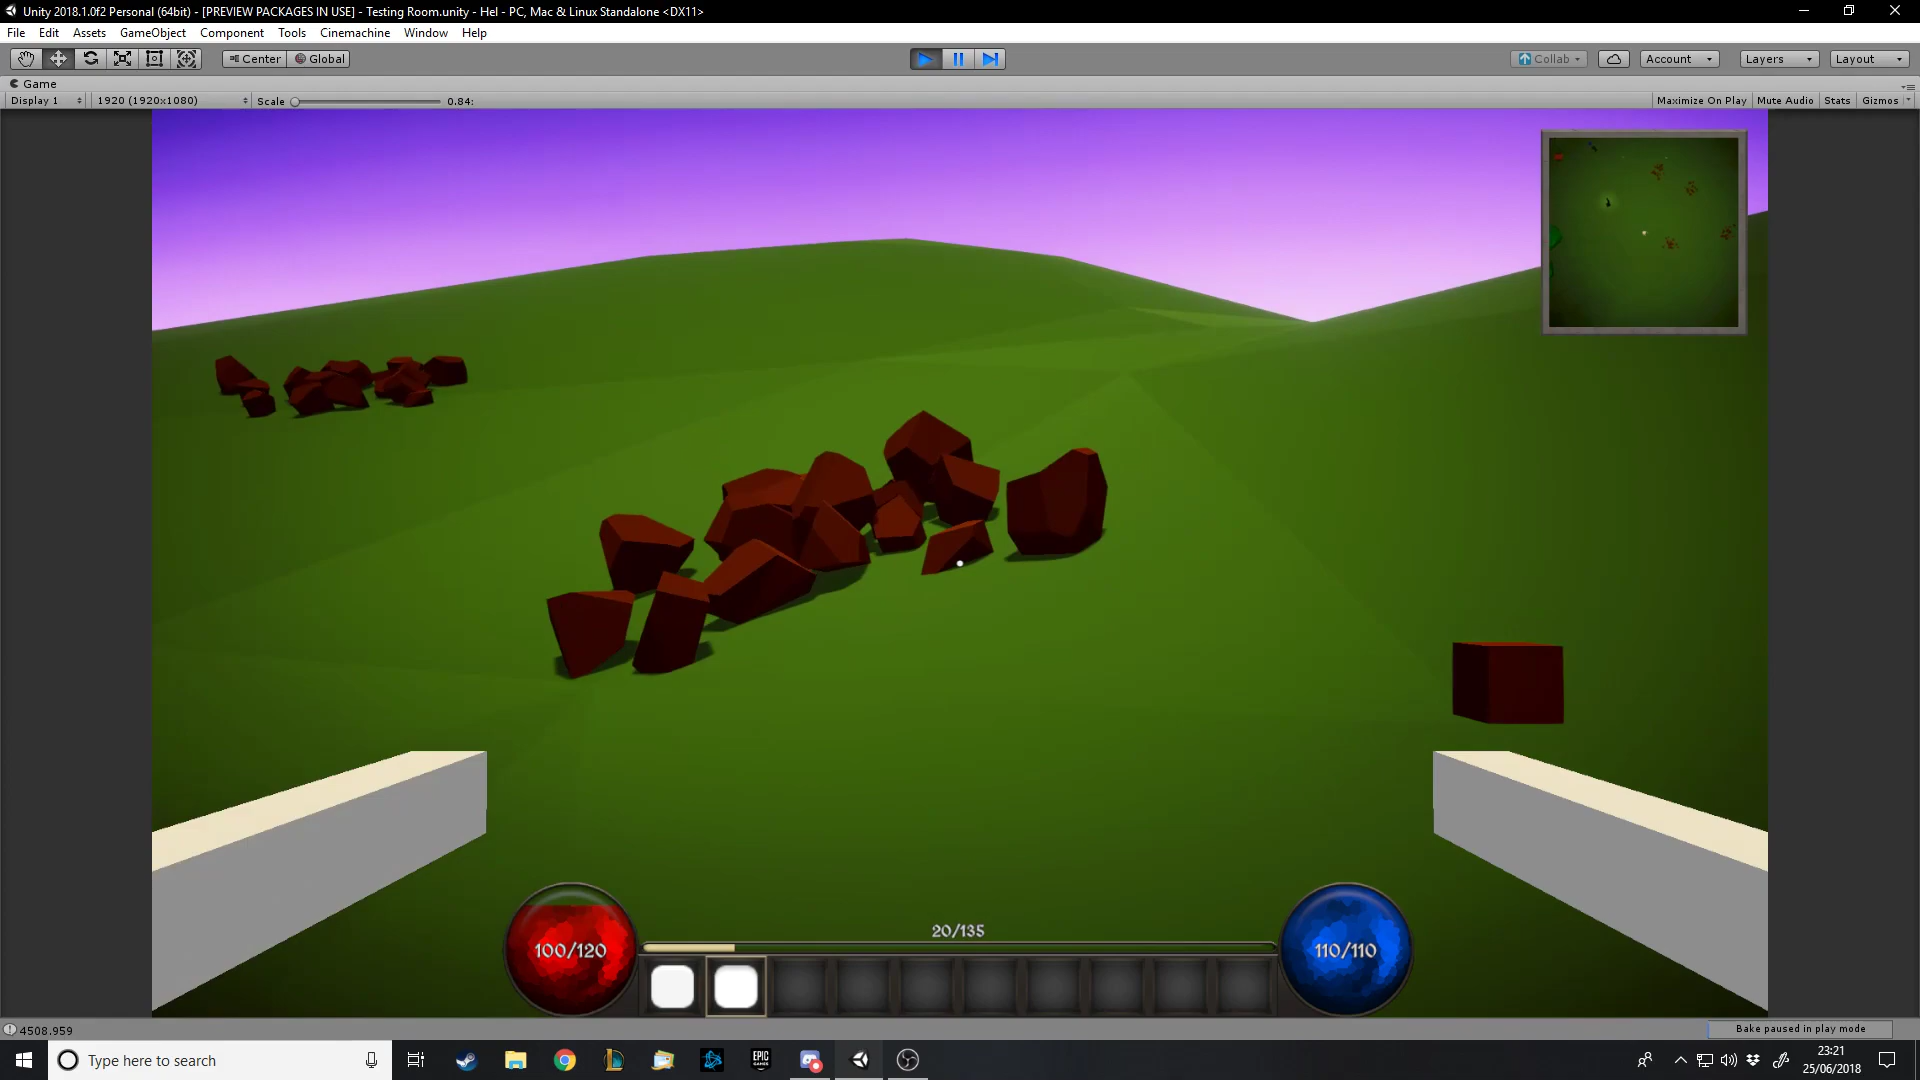 Unity 2018.1.0f2 Personal (64bit) - [PREVIEW PACKAGES IN USE] - Testing Room.unity - Hel - PC, Mac & Linux Standalone <DX11>
File Edit Assets GameObject Component Tools Cinemachine Window Help
Center Global Collab Account Layers Layout
Game
Display 1 1920 (1920x1080) Scale 0.84: Maximize On Play Mute Audio Stats Gizmos
20/135
100/120 110/110
4508.959 Bake paused in play mode
Type here to search EPIC GAMES 23:21
25/06/2018